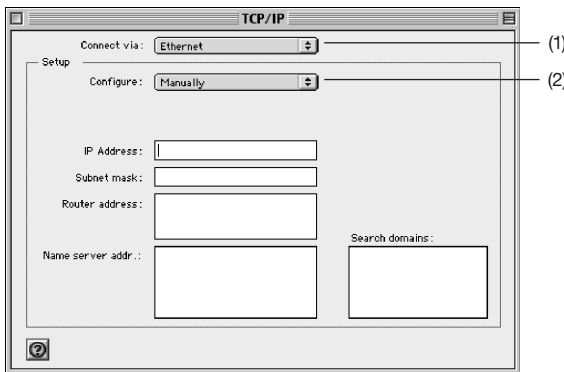 TCP/IP
Connect via: Ethernet (1)
Setup
Configure: Manually (2)
IP Address:
Subnet mask:
Router address:
Search domains:
Name server addr.:
?